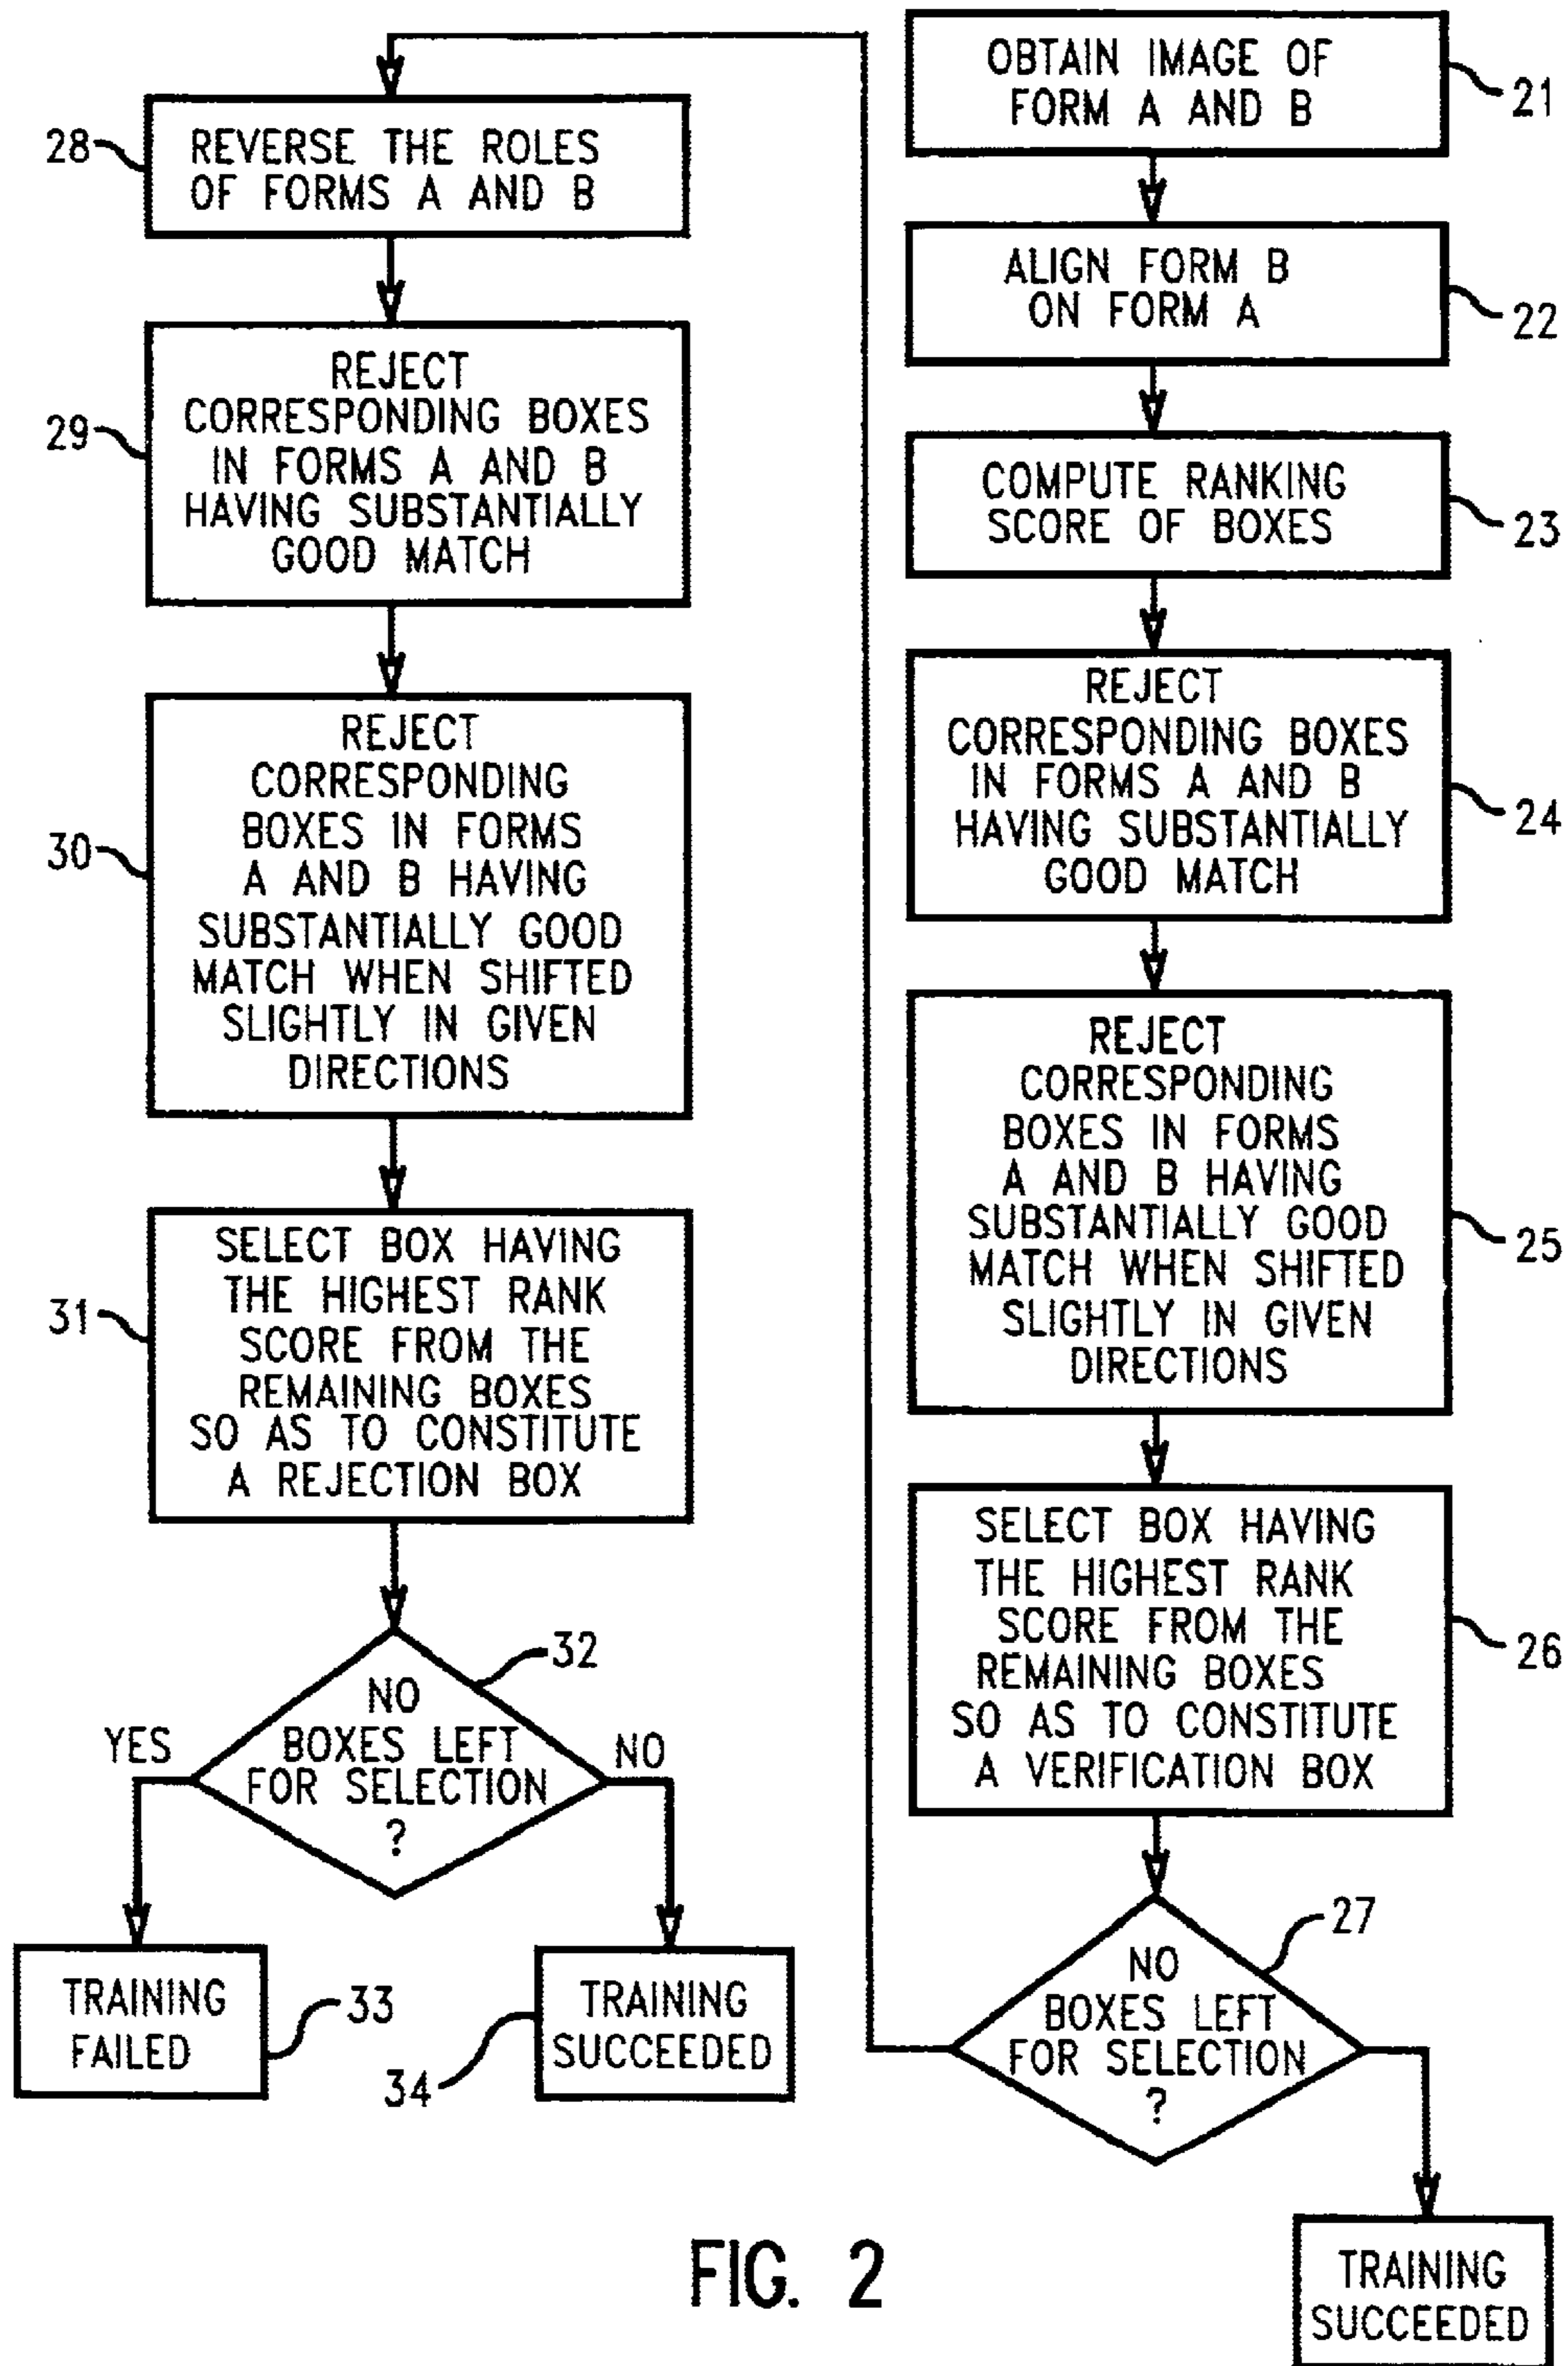 OBTAIN IMAGE OF
FORM A AND B
21
ALIGN FORM B
ON FORM A
22
COMPUTE RANKING
SCORE OF BOXES
23
REJECT
CORRESPONDING BOXES
IN FORMS A AND B
HAVING SUBSTANTIALLY
GOOD MATCH
24
REJECT
CORRESPONDING
BOXES IN FORMS
A AND B HAVING
SUBSTANTIALLY GOOD
MATCH WHEN SHIFTED
SLIGHTLY IN GIVEN
DIRECTIONS
25
SELECT BOX HAVING
THE HIGHEST RANK
SCORE FROM THE
REMAINING BOXES
SO AS TO CONSTITUTE
A VERIFICATION BOX
26
NO
BOXES LEFT
FOR SELECTION
?
27
TRAINING
SUCCEEDED
28
REVERSE THE ROLES
OF FORMS A AND B
29
REJECT
CORRESPONDING BOXES
IN FORMS A AND B
HAVING SUBSTANTIALLY
GOOD MATCH
30
REJECT
CORRESPONDING
BOXES IN FORMS
A AND B HAVING
SUBSTANTIALLY GOOD
MATCH WHEN SHIFTED
SLIGHTLY IN GIVEN
DIRECTIONS
31
SELECT BOX HAVING
THE HIGHEST RANK
SCORE FROM THE
REMAINING BOXES
SO AS TO CONSTITUTE
A REJECTION BOX
32
NO
BOXES LEFT
FOR SELECTION
?
YES
NO
TRAINING
FAILED
33
TRAINING
SUCCEEDED
34
FIG. 2